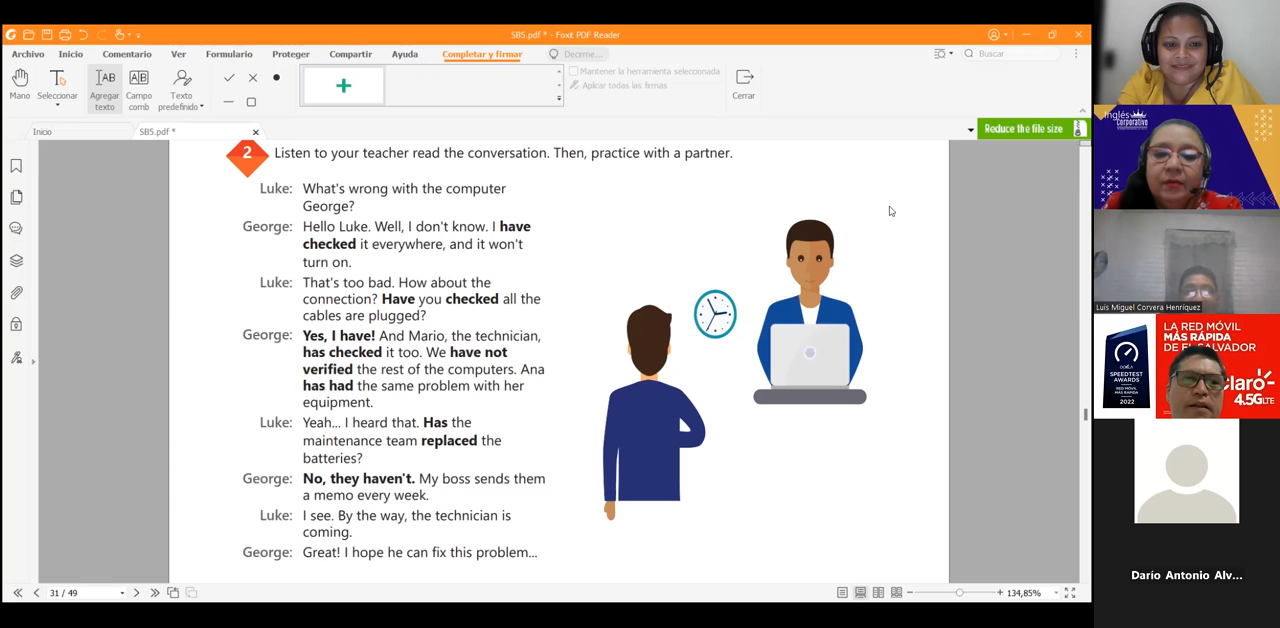 SB5.pdf * - Foxit PDF Reader
Archivo Inicio Comentario Ver Formulario Proteger Compartir Ayuda Completar y firmar Decirme... Buscar
Mano Seleccionar Agregar texto Campo comb Texto predefinido
Mantener la herramienta seleccionada
Aplicar todas las firmas
Cerrar
Inicio SB5.pdf * Reduce the file size
2 Listen to your teacher read the conversation. Then, practice with a partner.
Luke: What's wrong with the computer
George?
George: Hello Luke. Well, I don't know. I have
checked it everywhere, and it won't
turn on.
Luke: That's too bad. How about the
connection? Have you checked all the
cables are plugged?
George: Yes, I have! And Mario, the technician,
has checked it too. We have not
verified the rest of the computers. Ana
has had the same problem with her
equipment.
Luke: Yeah... I heard that. Has the
maintenance team replaced the
batteries?
George: No, they haven't. My boss sends them
a memo every week.
Luke: I see. By the way, the technician is
coming.
George: Great! I hope he can fix this problem...
31 / 49 134,85%
Inglés
Corporativo
Luis Miguel Corvera Henríquez
LA RED MÓVIL
MÁS RÁPIDA
DE EL SALVADOR
SPEEDTEST
AWARDS
2022
Claro
4.5G LTE
Darío Antonio Alv...